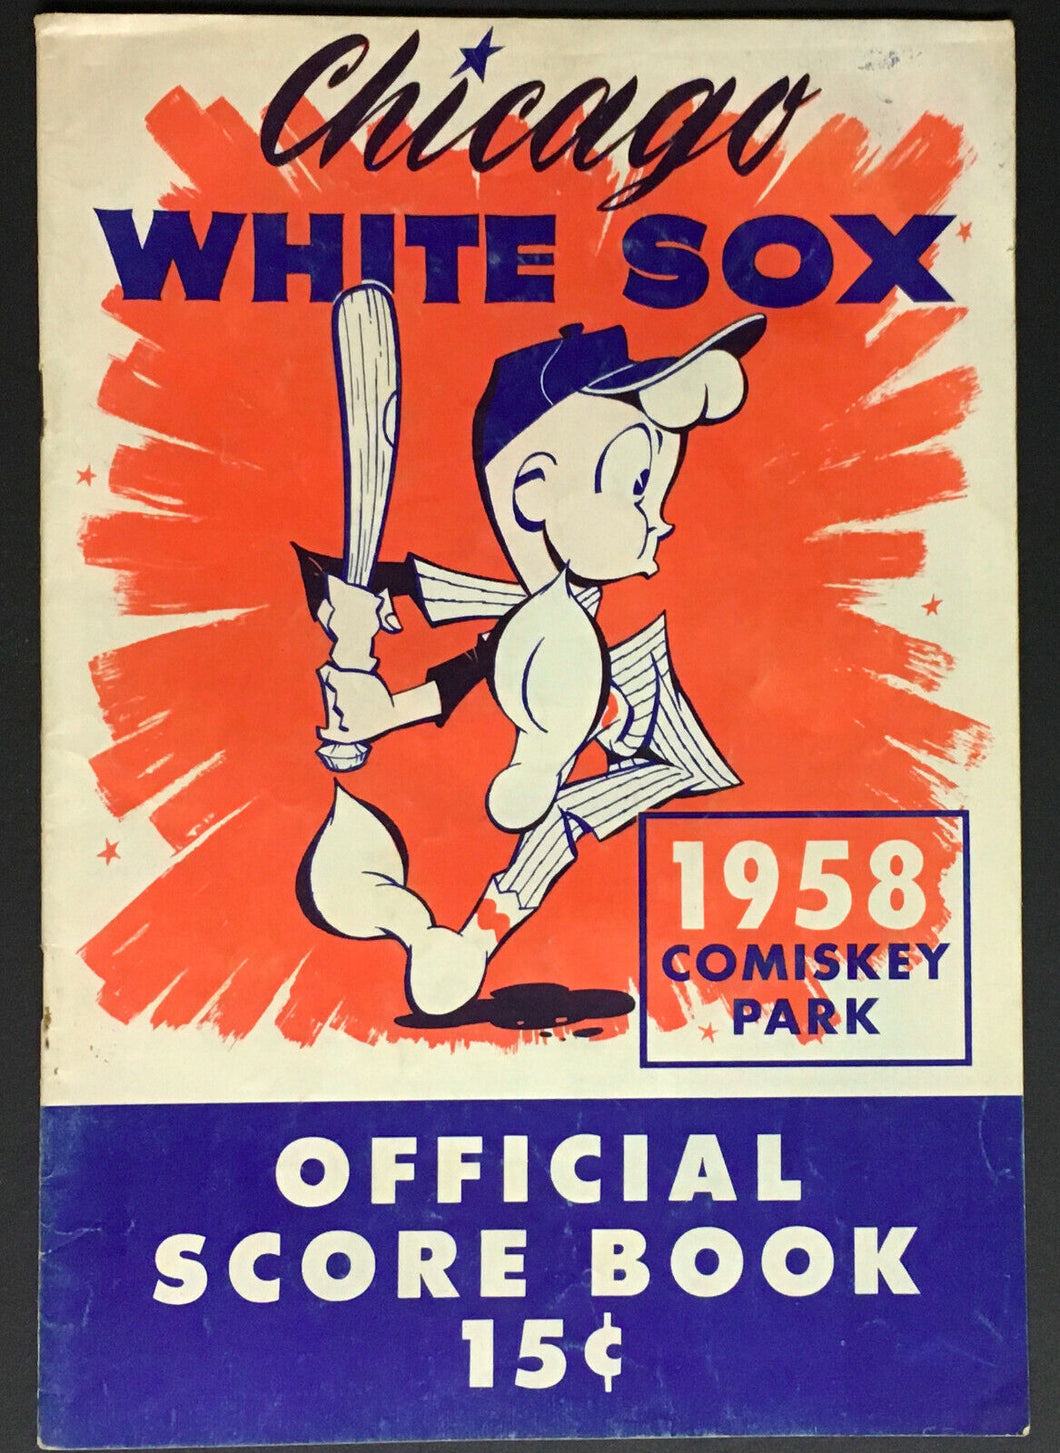 Chicago
WHITE SOX
1958
COMISKEY
PARK
OFFICIAL
SCORE BOOK
15¢